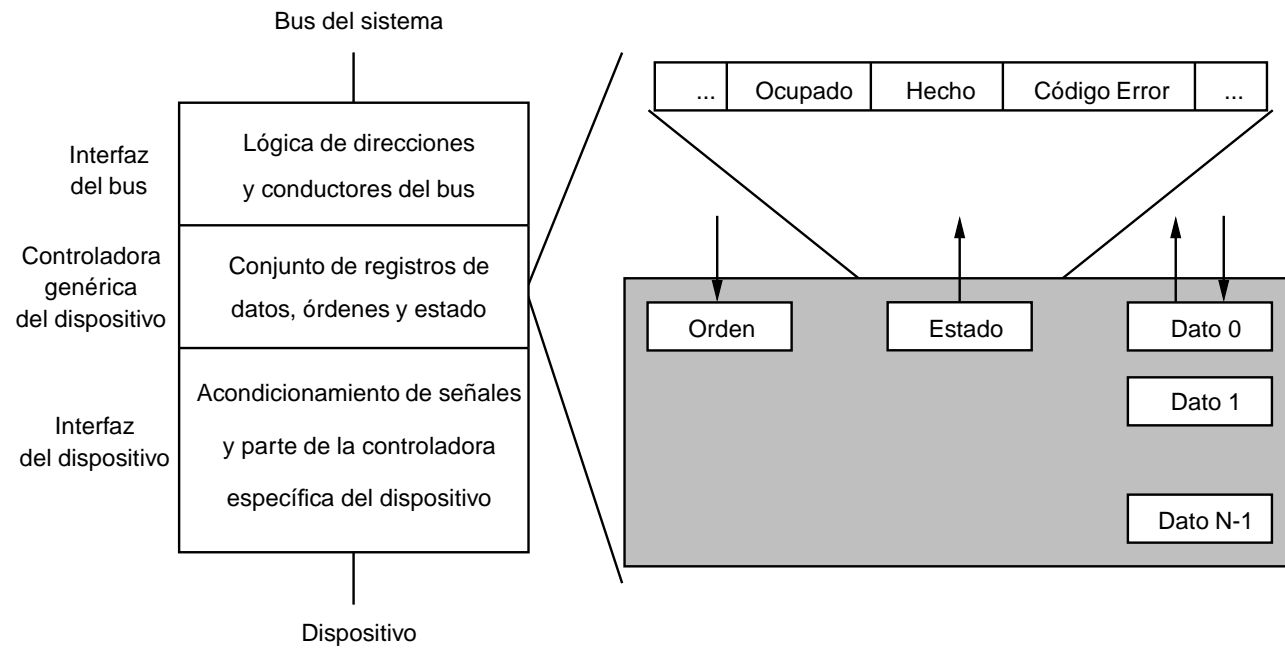 Bus del sistema
Interfaz
del bus
Lógica de direcciones
y conductores del bus
Controladora
genérica
del dispositivo
Conjunto de registros de
datos, órdenes y estado
Interfaz
del dispositivo
Acondicionamiento de señales
y parte de la controladora
específica del dispositivo
Dispositivo
... Ocupado Hecho Código Error ...
Orden Estado Dato 0
Dato 1
Dato N-1